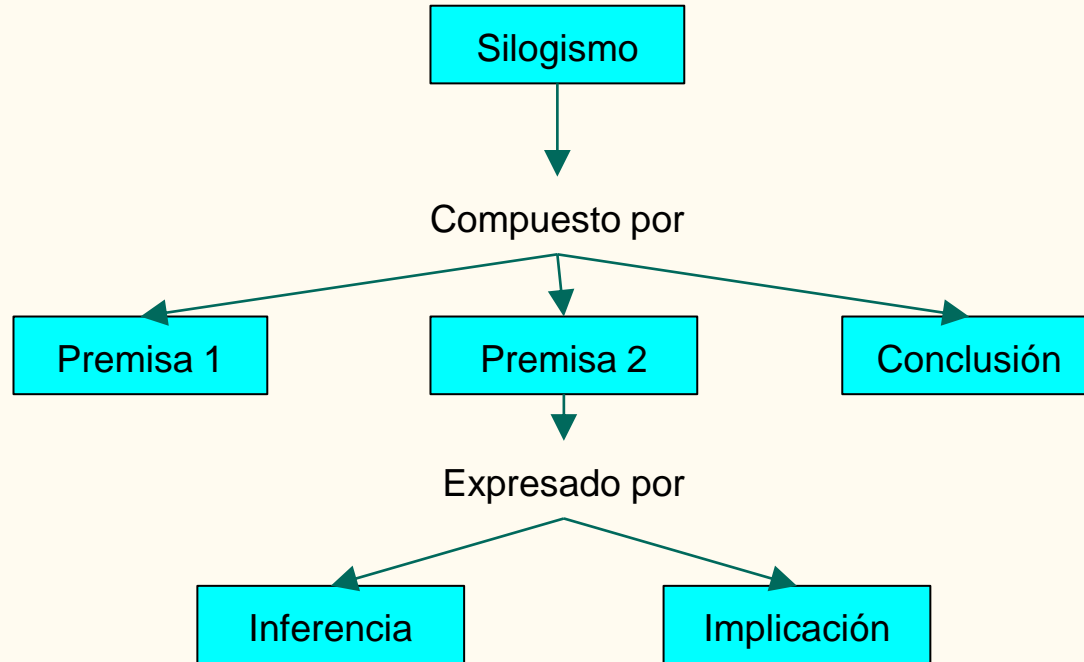 Silogismo
Compuesto por
Premisa 1
Premisa 2
Conclusión
Expresado por
Inferencia
Implicación